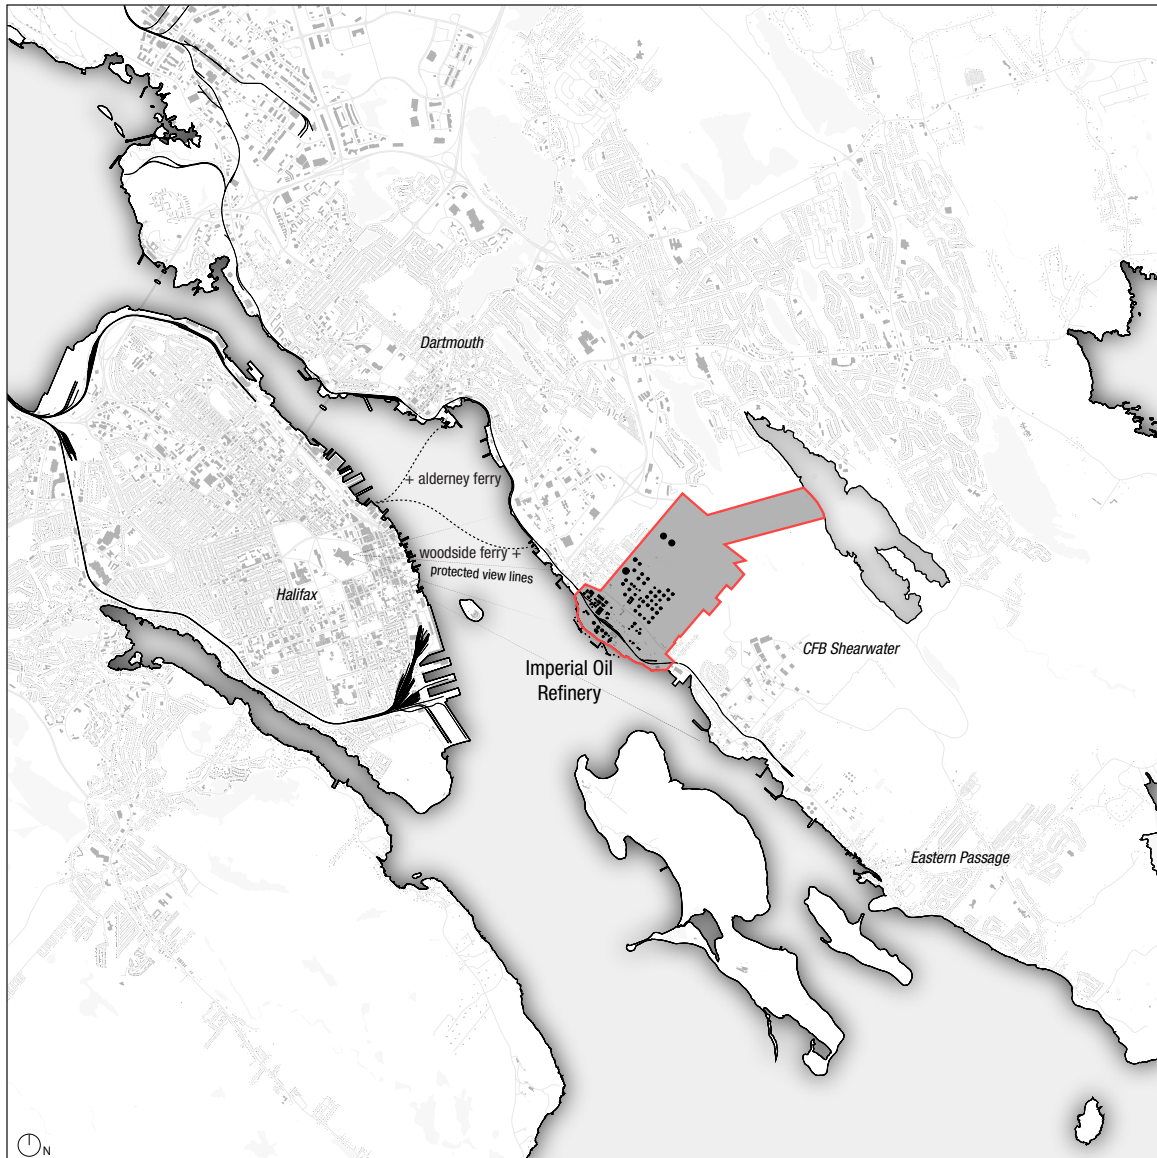 Dartmouth
+ alderney ferry
woodside ferry +
protected view lines
Halifax
CFB Shearwater
Imperial Oil
Refinery
Eastern Passage
N